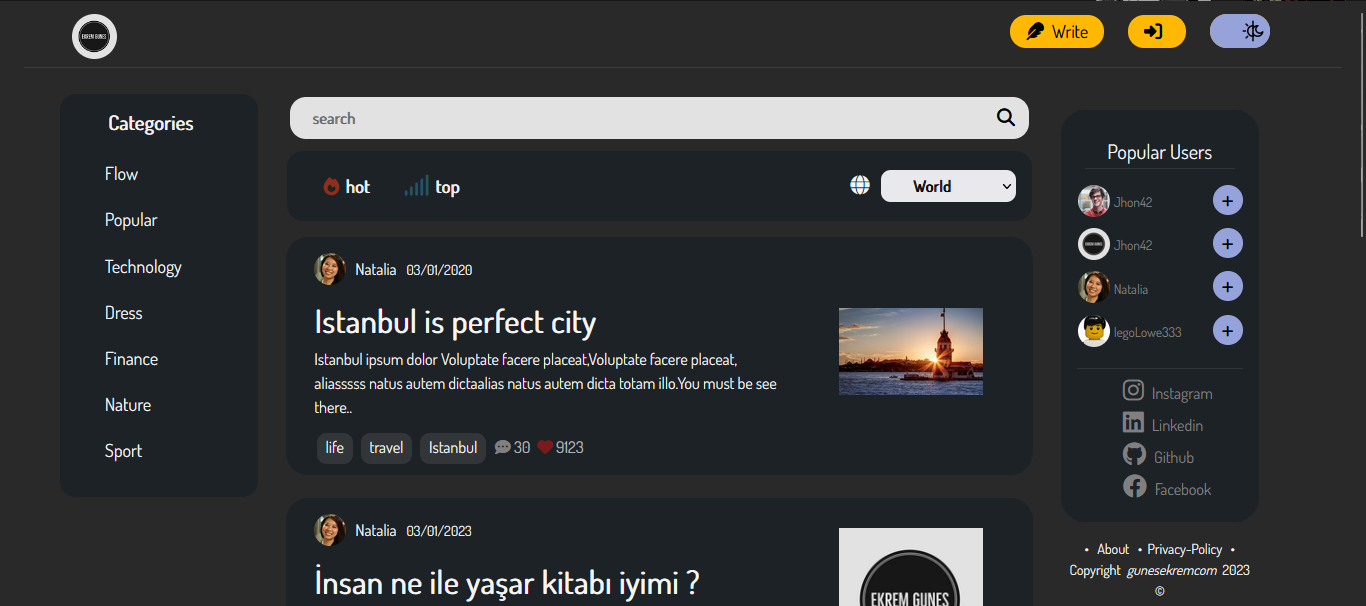 EKREM GUNES
Write
Categories
Flow
Popular
Technology
Dress
Finance
Nature
Sport
search
hot
top
World
Natalia 03/01/2020
Istanbul is perfect city
Istanbul ipsum dolor Voluptate facere placeat,Voluptate facere placeat,
aliasssss natus autem dictaalias natus autem dicta totam illo.You must be see
there..
life travel Istanbul 30 9123
Natalia 03/01/2023
İnsan ne ile yaşar kitabı iyimi ?
EKREM GUNES
Popular Users
Jhon42
Jhon42
Natalia
legoLowe333
Instagram
Linkedin
Github
Facebook
• About • Privacy-Policy •
Copyright gunesekremcom 2023
©